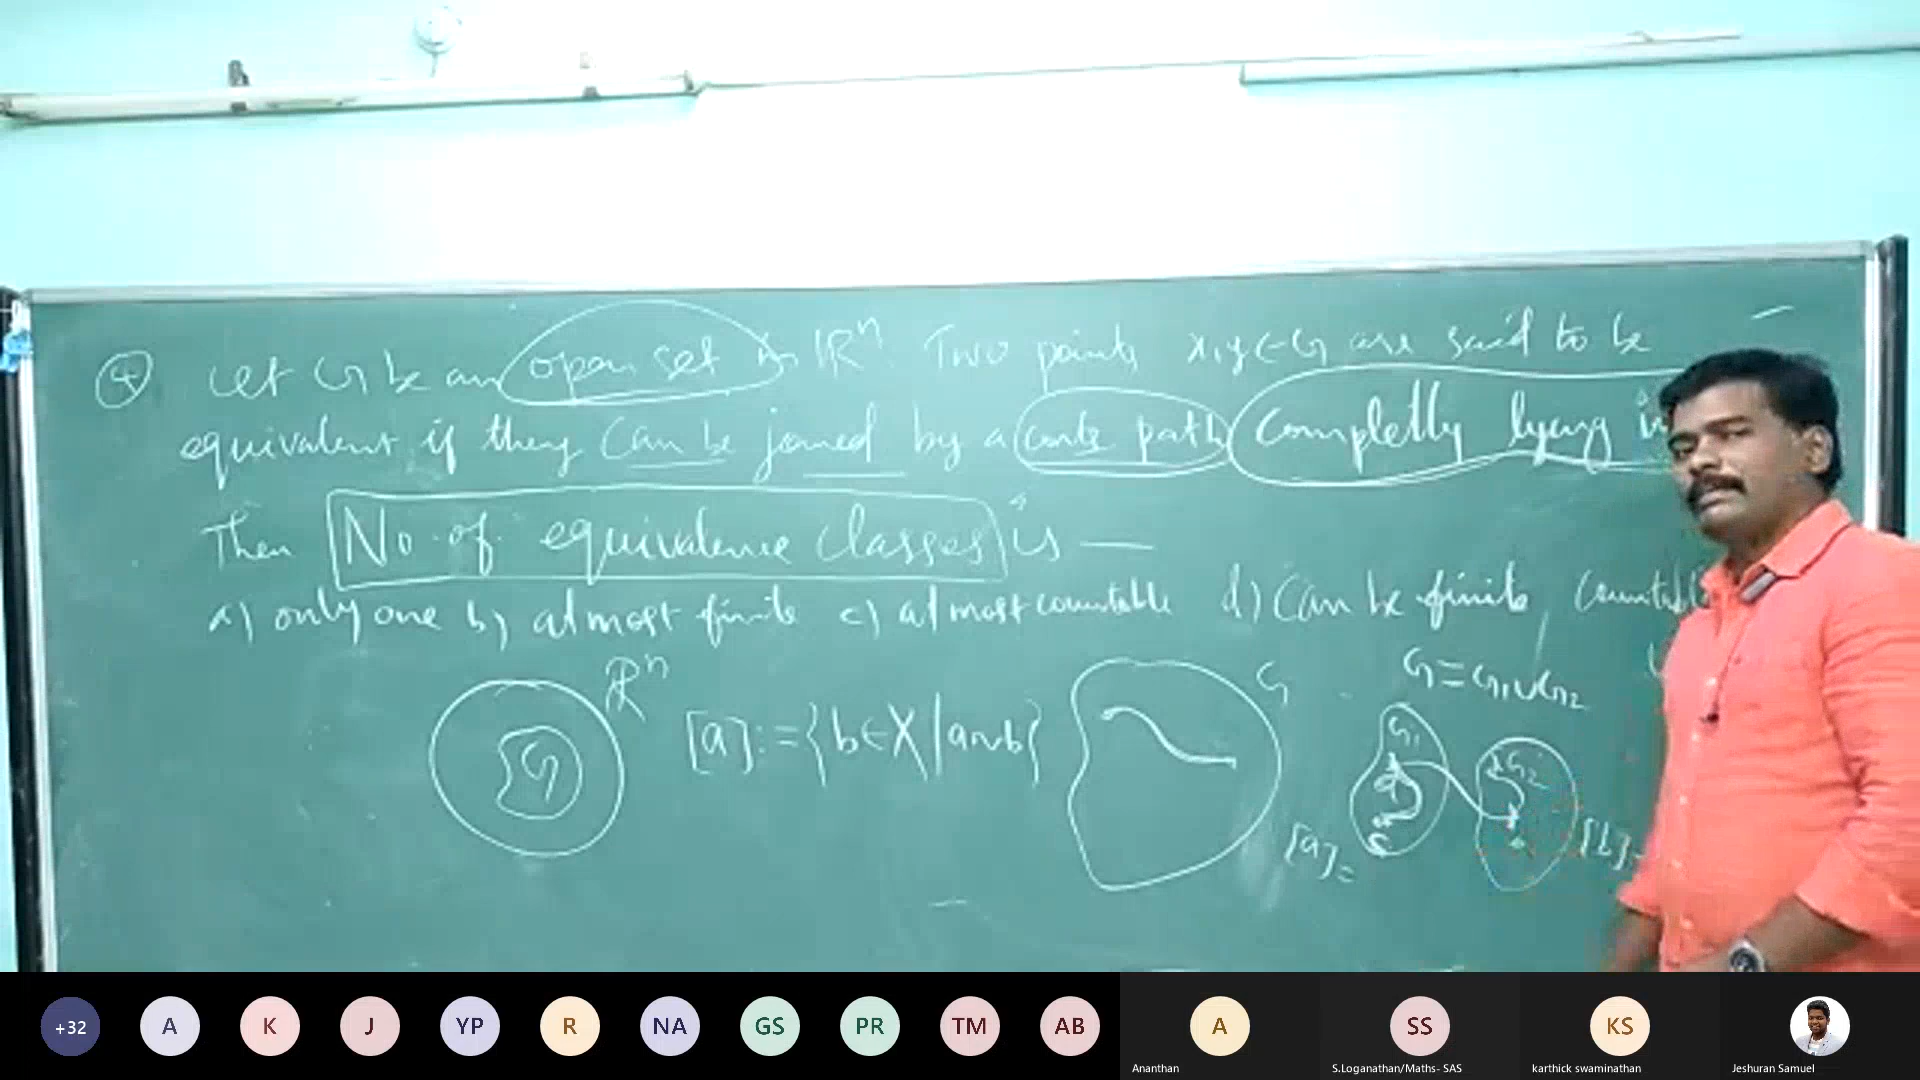 4 Let G be an open set in ℝⁿ. Two points x,y∈G are said to be
equivalent if they can be joined by a conts path completly lying in
Then No. of equivalence classes is —
a) only one b) atmost finite c) atmost countable d) Can be finite countable
ℝⁿ
G
[a]:={b∈X|a~b}
G
G=G₁∪G₂
G₁
G₂
[a]=
[b]=
+32 A K J YP R NA GS PR TM AB A SS KS
Ananthan S.Loganathan/Maths- SAS karthick swaminathan Jeshuran Samuel